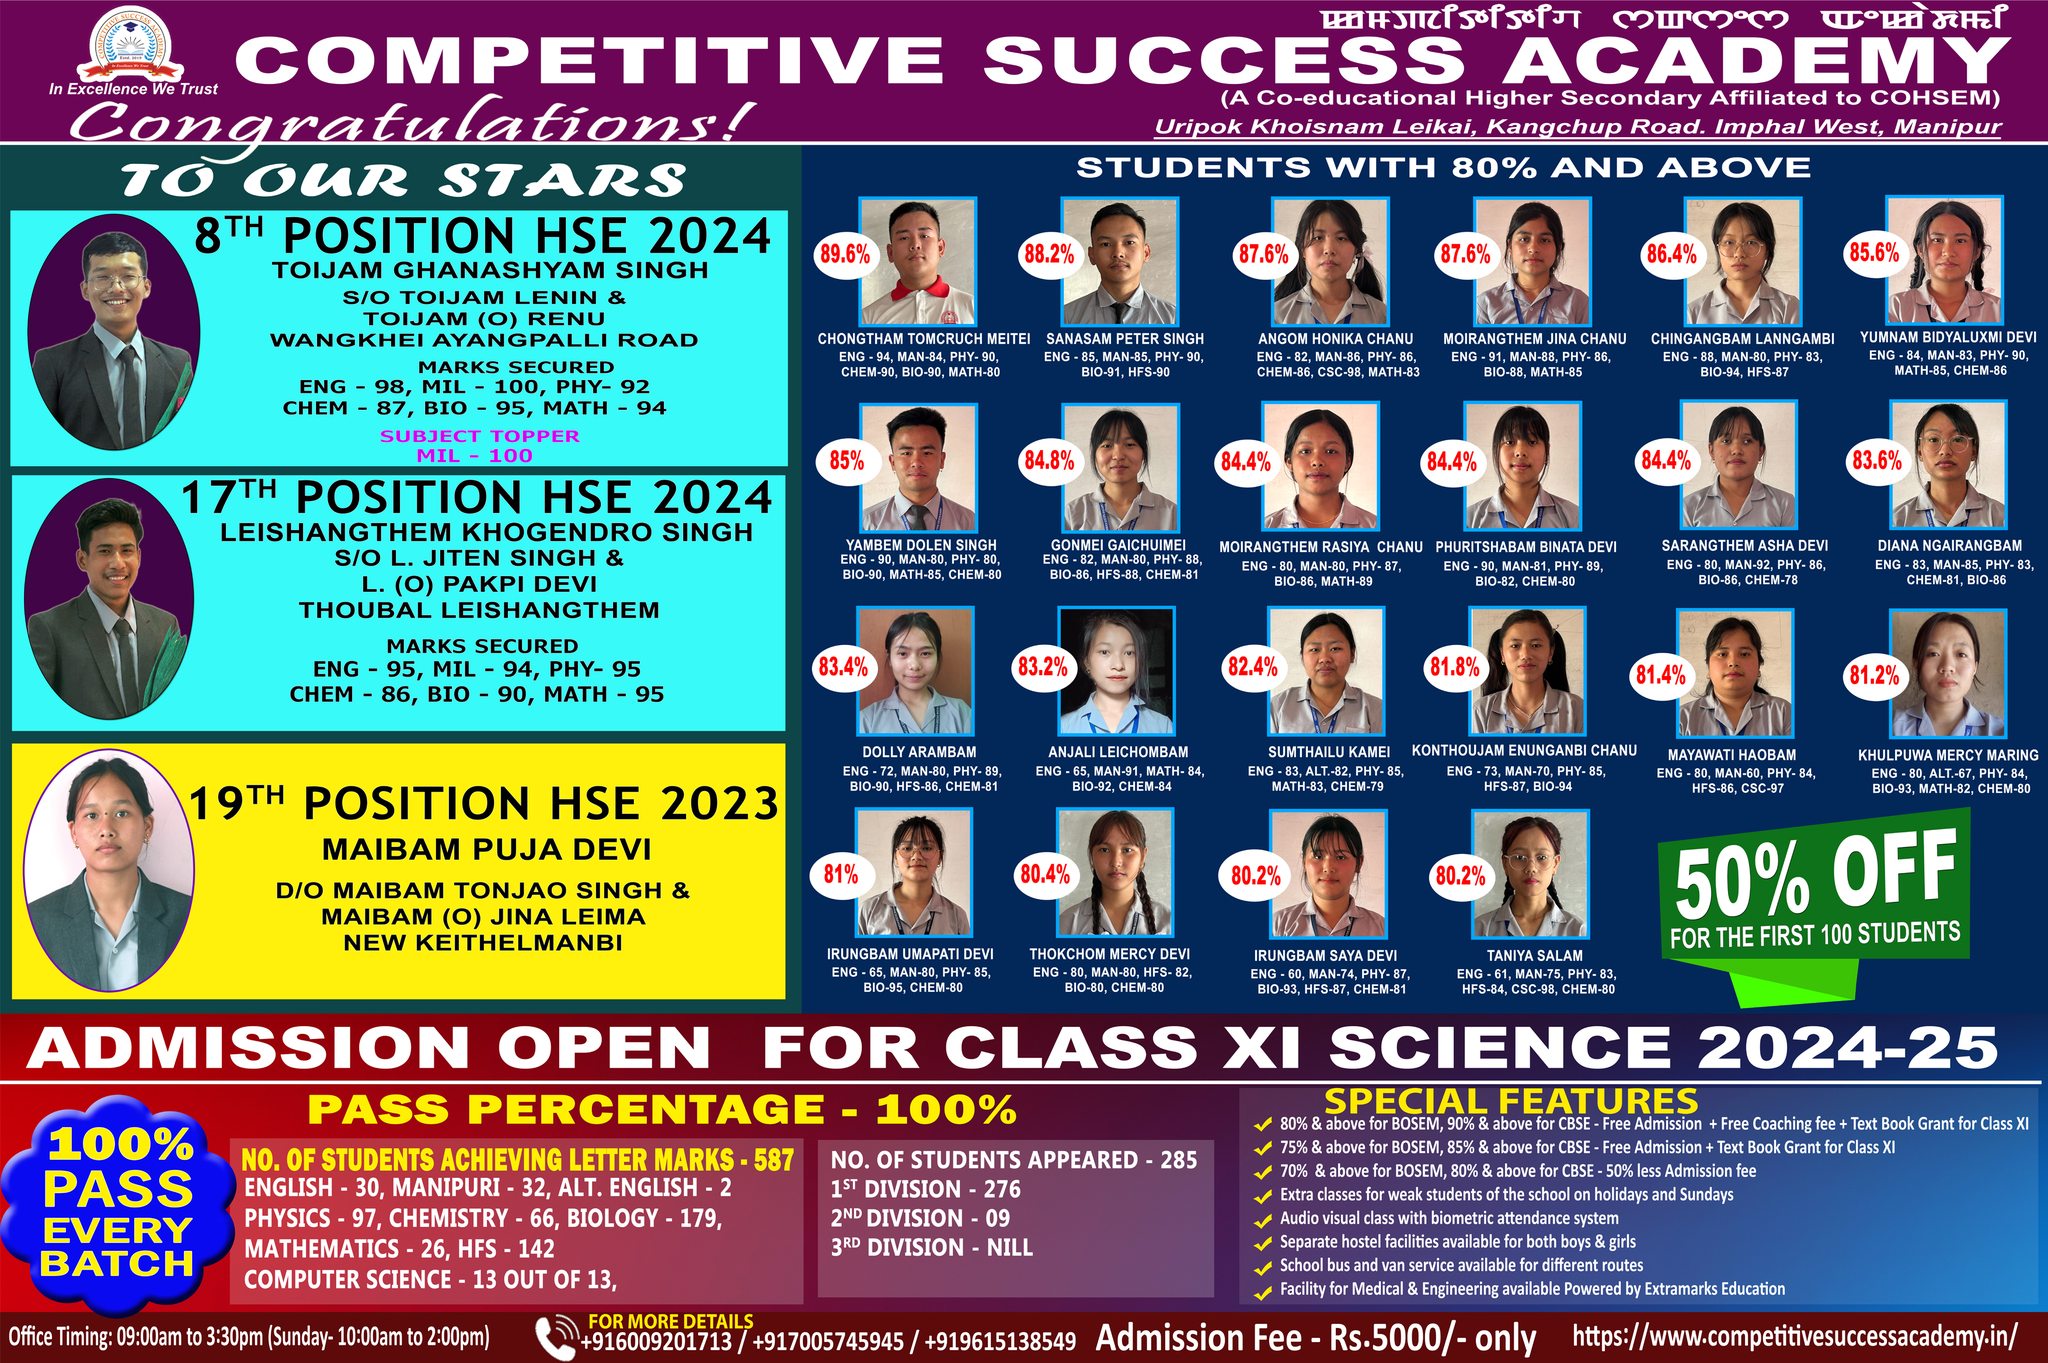 In Excellence We Trust
COMPETITIVE SUCCESS ACADEMY
(A Co-educational Higher Secondary Affiliated to COHSEM)
Uripok Khoisnam Leikai, Kangchup Road. Imphal West, Manipur
Congratulations!
TO OUR STARS
8TH POSITION HSE 2024
TOIJAM GHANASHYAM SINGH
S/O TOIJAM LENIN &
TOIJAM (O) RENU
WANGKHEI AYANGPALLI ROAD
MARKS SECURED
ENG - 98, MIL - 100, PHY- 92
CHEM - 87, BIO - 95, MATH - 94
SUBJECT TOPPER
MIL - 100
17TH POSITION HSE 2024
LEISHANGTHEM KHOGENDRO SINGH
S/O L. JITEN SINGH &
L. (O) PAKPI DEVI
THOUBAL LEISHANGTHEM
MARKS SECURED
ENG - 95, MIL - 94, PHY- 95
CHEM - 86, BIO - 90, MATH - 95
19TH POSITION HSE 2023
MAIBAM PUJA DEVI
D/O MAIBAM TONJAO SINGH &
MAIBAM (O) JINA LEIMA
NEW KEITHELMANBI
STUDENTS WITH 80% AND ABOVE
89.6%
CHONGTHAM TOMCRUCH MEITEI
ENG - 94, MAN-84, PHY- 90,
CHEM-90, BIO-90, MATH-80
88.2%
SANASAM PETER SINGH
ENG - 85, MAN-85, PHY- 90,
BIO-91, HFS-90
87.6%
ANGOM HONIKA CHANU
ENG - 82, MAN-86, PHY- 86,
CHEM-86, CSC-98, MATH-83
87.6%
MOIRANGTHEM JINA CHANU
ENG - 91, MAN-88, PHY- 86,
BIO-88, MATH-85
86.4%
CHINGANGBAM LANNGAMBI
ENG - 88, MAN-80, PHY- 83,
BIO-94, HFS-87
85.6%
YUMNAM BIDYALUXMI DEVI
ENG - 84, MAN-83, PHY- 90,
MATH-85, CHEM-86
85%
YAMBEM DOLEN SINGH
ENG - 90, MAN-80, PHY- 80,
BIO-90, MATH-85, CHEM-80
84.8%
GONMEI GAICHUIMEI
ENG - 82, MAN-80, PHY- 88,
BIO-86, HFS-88, CHEM-81
84.4%
MOIRANGTHEM RASIYA CHANU
ENG - 80, MAN-80, PHY- 87,
BIO-86, MATH-89
84.4%
PHURITSHABAM BINATA DEVI
ENG - 90, MAN-81, PHY- 89,
BIO-82, CHEM-80
84.4%
SARANGTHEM ASHA DEVI
ENG - 80, MAN-92, PHY- 86,
BIO-86, CHEM-78
83.6%
DIANA NGAIRANGBAM
ENG - 83, MAN-85, PHY- 83,
CHEM-81, BIO-86
83.4%
DOLLY ARAMBAM
ENG - 72, MAN-80, PHY- 89,
BIO-90, HFS-86, CHEM-81
83.2%
ANJALI LEICHOMBAM
ENG - 65, MAN-91, MATH- 84,
BIO-92, CHEM-84
82.4%
SUMTHAILU KAMEI
ENG - 83, ALT.-82, PHY- 85,
MATH-83, CHEM-79
81.8%
KONTHOUJAM ENUNGANBI CHANU
ENG - 73, MAN-70, PHY- 85,
HFS-87, BIO-94
81.4%
MAYAWATI HAOBAM
ENG - 80, MAN-60, PHY- 84,
HFS-86, CSC-97
81.2%
KHULPUWA MERCY MARING
ENG - 80, ALT.-67, PHY- 84,
BIO-93, MATH-82, CHEM-80
81%
IRUNGBAM UMAPATI DEVI
ENG - 65, MAN-80, PHY- 85,
BIO-95, CHEM-80
80.4%
THOKCHOM MERCY DEVI
ENG - 80, MAN-80, HFS- 82,
BIO-80, CHEM-80
80.2%
IRUNGBAM SAYA DEVI
ENG - 60, MAN-74, PHY- 87,
BIO-93, HFS-87, CHEM-81
80.2%
TANIYA SALAM
ENG - 61, MAN-75, PHY- 83,
HFS-84, CSC-98, CHEM-80
50% OFF
FOR THE FIRST 100 STUDENTS
ADMISSION OPEN FOR CLASS XI SCIENCE 2024-25
100%
PASS
EVERY
BATCH
PASS PERCENTAGE - 100%
NO. OF STUDENTS ACHIEVING LETTER MARKS - 587
ENGLISH - 30, MANIPURI - 32, ALT. ENGLISH - 2
PHYSICS - 97, CHEMISTRY - 66, BIOLOGY - 179,
MATHEMATICS - 26, HFS - 142
COMPUTER SCIENCE - 13 OUT OF 13,
NO. OF STUDENTS APPEARED - 285
1ST DIVISION - 276
2ND DIVISION - 09
3RD DIVISION - NILL
SPECIAL FEATURES
80% & above for BOSEM, 90% & above for CBSE - Free Admission + Free Coaching fee + Text Book Grant for Class XI
75% & above for BOSEM, 85% & above for CBSE - Free Admission + Text Book Grant for Class XI
70% & above for BOSEM, 80% & above for CBSE - 50% less Admission fee
Extra classes for weak students of the school on holidays and Sundays
Audio visual class with biometric attendance system
Separate hostel facilities available for both boys & girls
School bus and van service available for different routes
Facility for Medical & Engineering available Powered by Extramarks Education
Office Timing: 09:00am to 3:30pm (Sunday- 10:00am to 2:00pm)
FOR MORE DETAILS
+916009201713 / +917005745945 / +919615138549
Admission Fee - Rs.5000/- only
https://www.competitivesuccessacademy.in/